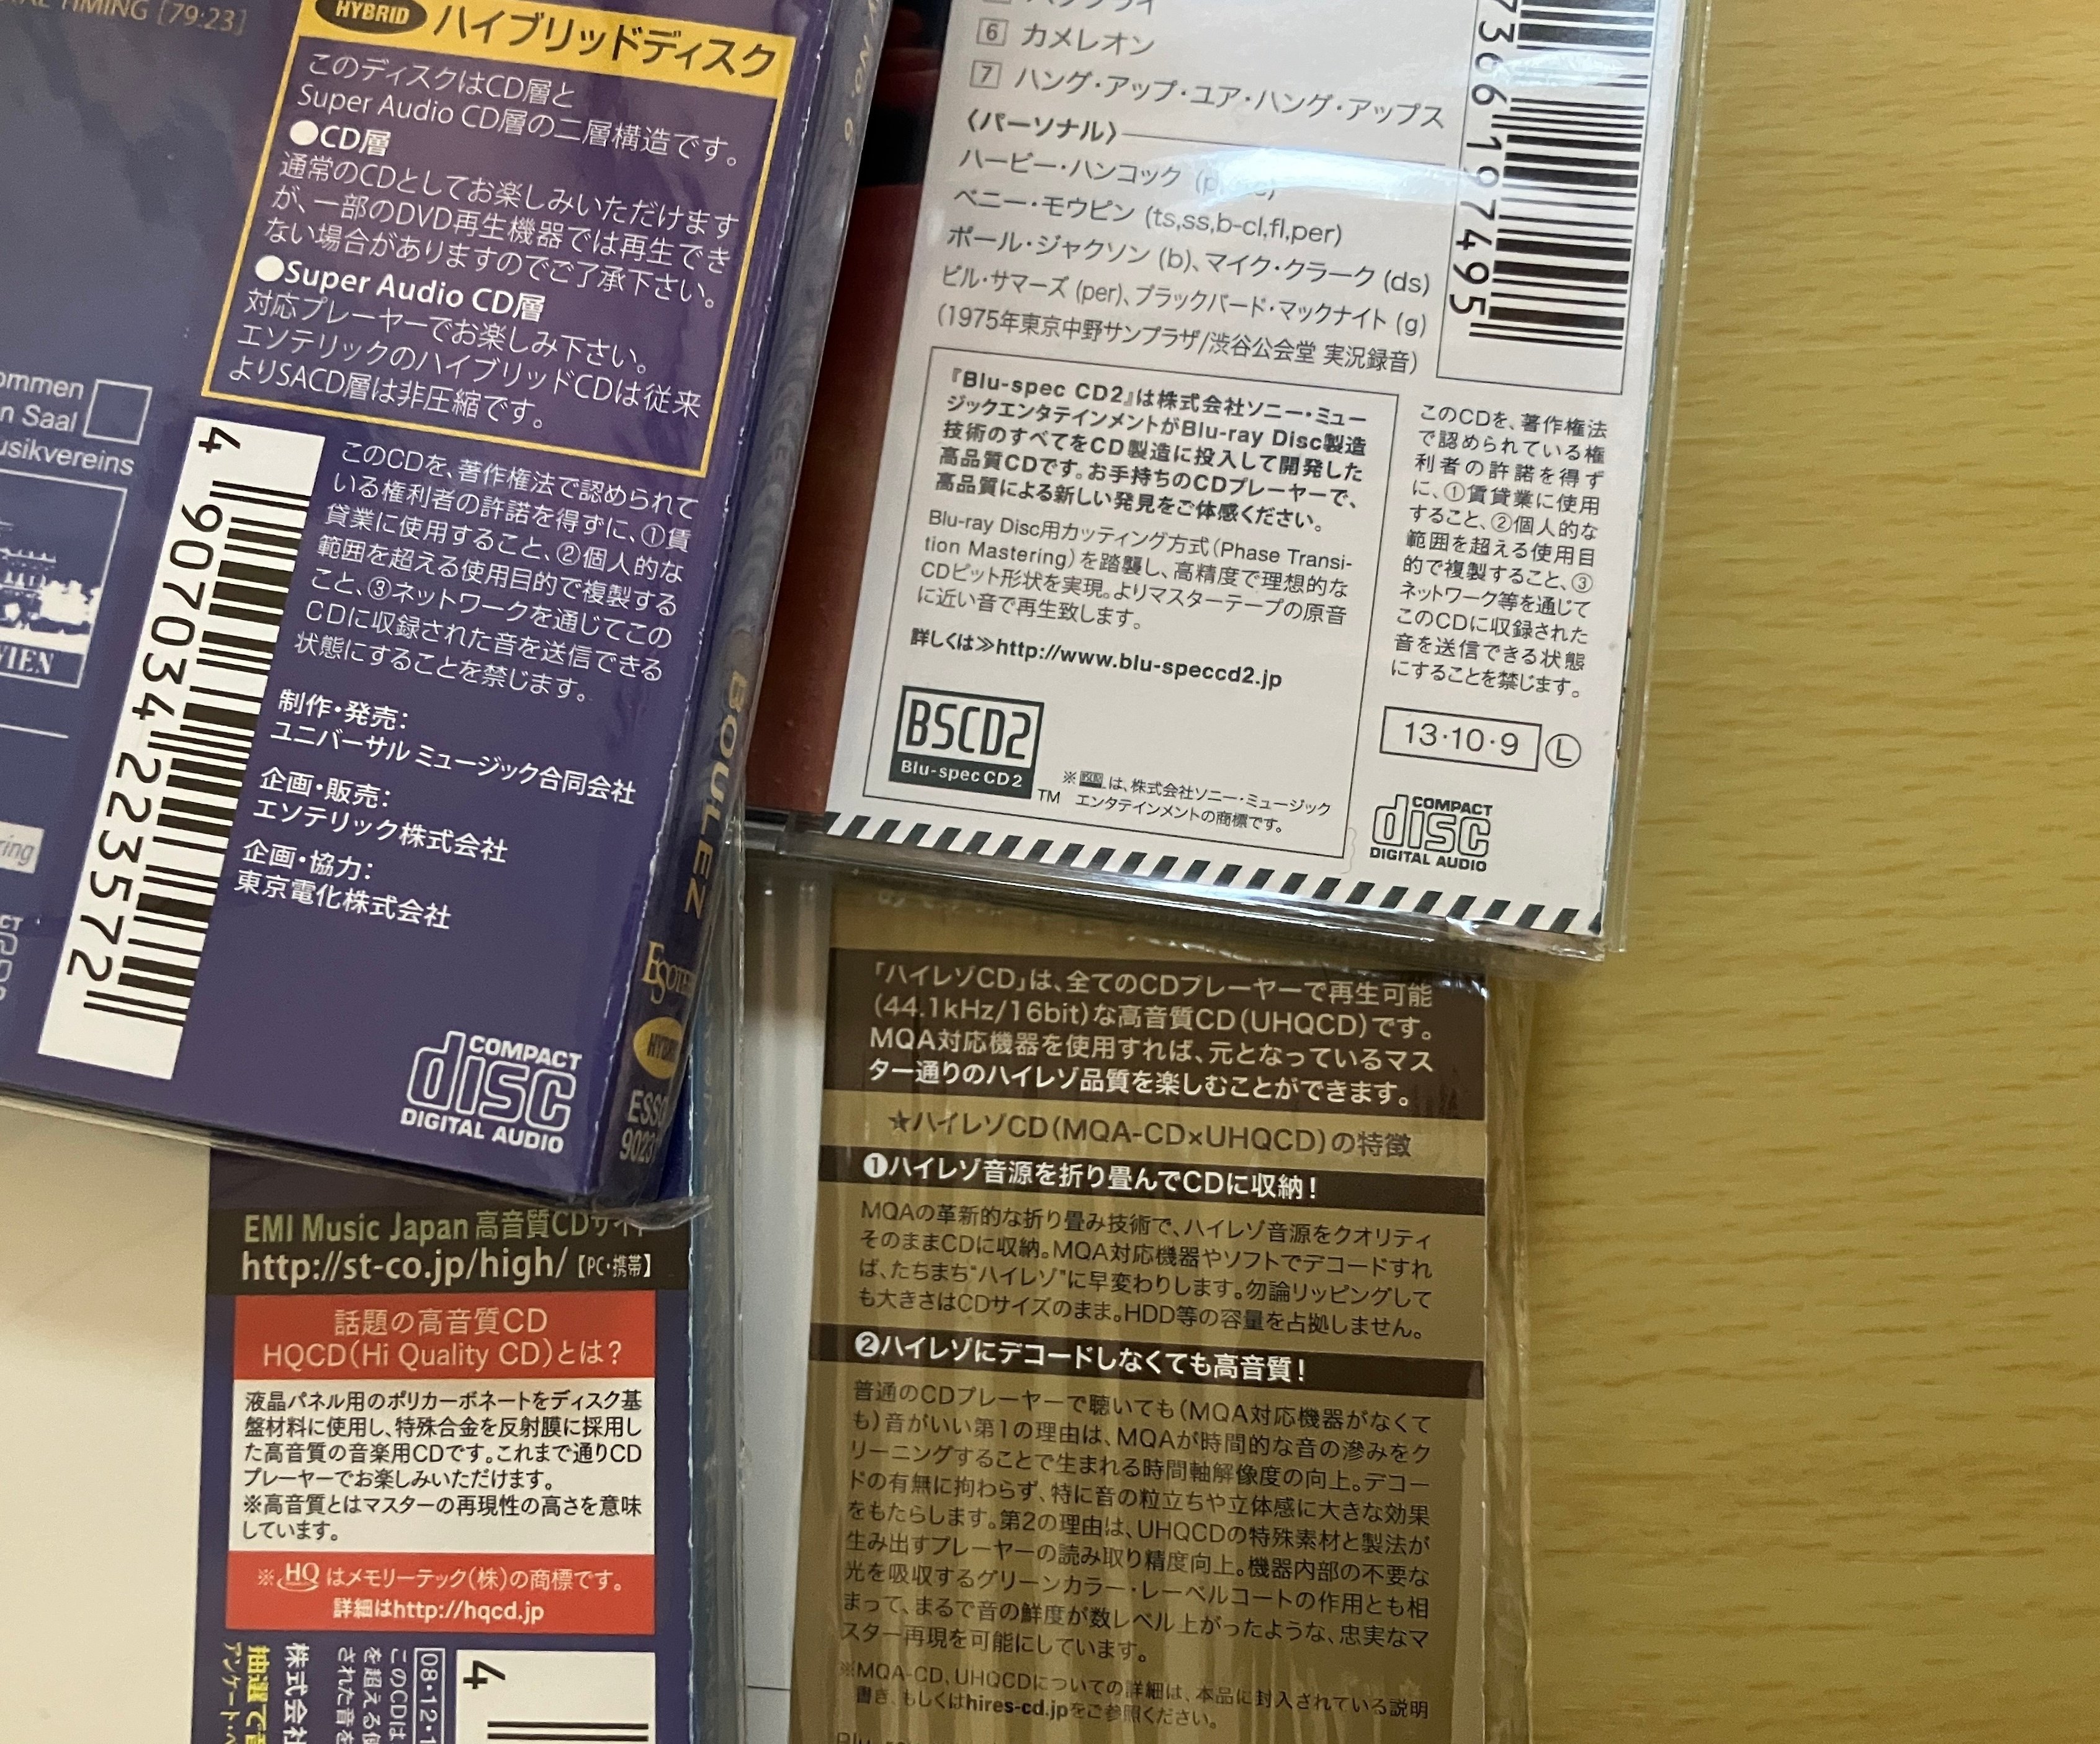 TIMING [79:23]
HYBRID ハイブリッドディスク
このディスクはCD層と
Super Audio CD層の二層構造です。
●CD層
通常のCDとしてお楽しみいただけます
が、一部のDVD再生機器では再生でき
ない場合がありますのでご了承下さい。
●Super Audio CD層
対応プレーヤーでお楽しみ下さい。
エソテリックのハイブリッドCDは従来
よりSACD層は非圧縮です。
ommen
n Saal
usikvereins
WIEN
4 907034 223572
このCDを、著作権法で認められて
いる権利者の許諾を得ずに、①賃
貸業に使用すること、②個人的な
範囲を超える使用目的で複製する
こと、③ネットワークを通じてこの
CDに収録された音を送信できる
状態にすることを禁じます。
制作・発売:
ユニバーサル ミュージック合同会社
企画・販売:
エソテリック株式会社
企画・協力:
東京電化株式会社
COMPACT
disc
DIGITAL AUDIO
NO. 6
BOULEZ
6 カメレオン
7 ハング・アップ・ユア・ハング・アップス
〈パーソナル〉
ハービー・ハンコック
ベニー・モウピン (ts,ss,b-cl,fl,per)
ポール・ジャクソン (b)、マイク・クラーク (ds)
ビル・サマーズ (per)、ブラックバード・マックナイト (g)
(1975年東京中野サンプラザ/渋谷公会堂 実況録音)
7366197495
『Blu-spec CD2』は株式会社ソニー・ミュー
ジックエンタテインメントがBlu-ray Disc製造
技術のすべてをCD製造に投入して開発した
高品質CDです。お手持ちのCDプレーヤーで、
高品質による新しい発見をご体感ください。
Blu-ray Disc用カッティング方式(Phase Transi-
tion Mastering)を踏襲し、高精度で理想的な
CDピット形状を実現。よりマスターテープの原音
に近い音で再生致します。
詳しくは≫http://www.blu-speccd2.jp
BSCD2
Blu-spec CD2
TM
※ は、株式会社ソニー・ミュージック
エンタテインメントの商標です。
このCDを、著作権法
で認められている権
利者の許諾を得ず
に、①賃貸業に使用
すること、②個人的な
範囲を超える使用目
的で複製すること、③
ネットワーク等を通じて
このCDに収録された
音を送信できる状態
にすることを禁じます。
13・10・9 Ⓛ
COMPACT
disc
DIGITAL AUDIO
EMI Music Japan 高音質CDサイト
http://st-co.jp/high/【PC・携帯】
話題の高音質CD
HQCD(Hi Quality CD)とは?
液晶パネル用のポリカーボネートをディスク基
盤材料に使用し、特殊合金を反射膜に採用し
た高音質の音楽用CDです。これまで通りCD
プレーヤーでお楽しみいただけます。
※高音質とはマスターの再現性の高さを意味
しています。
※HQはメモリーテック(株)の商標です。
詳細はhttp://hqcd.jp
4
08・12・1
このCDは
を超える使
された音を
株式会社
抽選で
アンケート・
「ハイレゾCD」は、全てのCDプレーヤーで再生可能
(44.1kHz/16bit)な高音質CD(UHQCD)です。
MQA対応機器を使用すれば、元となっているマス
ター通りのハイレゾ品質を楽しむことができます。
★ハイレゾCD(MQA-CD×UHQCD)の特徴
❶ハイレゾ音源を折り畳んでCDに収納!
MQAの革新的な折り畳み技術で、ハイレゾ音源をクオリティ
そのままCDに収納。MQA対応機器やソフトでデコードすれ
ば、たちまち"ハイレゾ"に早変わりします。勿論リッピングして
も大きさはCDサイズのまま。HDD等の容量を占拠しません。
❷ハイレゾにデコードしなくても高音質!
普通のCDプレーヤーで聴いても(MQA対応機器がなくて
も)音がいい第1の理由は、MQAが時間的な音の滲みをク
リーニングすることで生まれる時間軸解像度の向上。デコー
ドの有無に拘わらず、特に音の粒立ちや立体感に大きな効果
をもたらします。第2の理由は、UHQCDの特殊素材と製法が
生み出すプレーヤーの読み取り精度向上。機器内部の不要な
光を吸収するグリーンカラー・レーベルコートの作用とも相
まって、まるで音の鮮度が数レベル上がったような、忠実なマ
スター再現を可能にしています。
※MQA-CD、UHQCDについての詳細は、本品に封入されている説明
書き、もしくはhires-cd.jpをご参照ください。